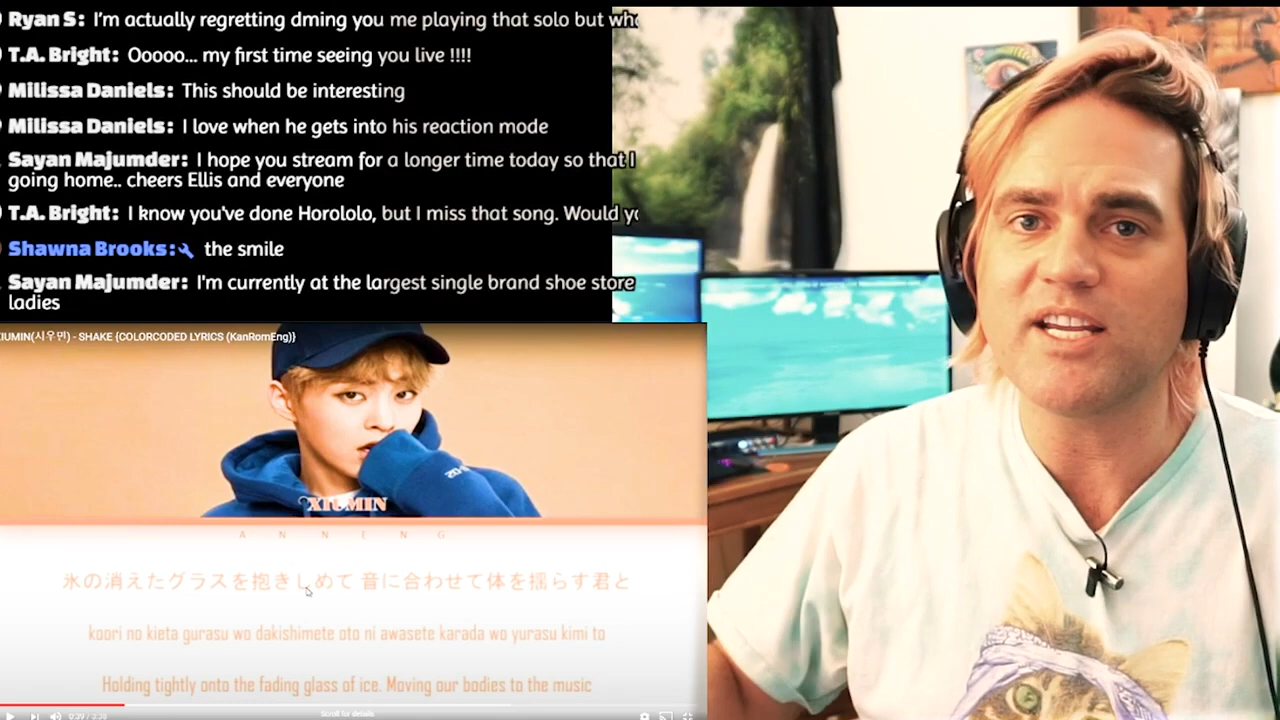 Ryan S: I'm actually regretting dming you me playing that solo but who
T.A. Bright: Ooooo... my first time seeing you live !!!!
Milissa Daniels: This should be interesting
Milissa Daniels: I love when he gets into his reaction mode
Sayan Majumder: I hope you stream for a longer time today so that I
going home.. cheers Ellis and everyone
T.A. Bright: I know you've done Horololo, but I miss that song. Would yo
Shawna Brooks: the smile
Sayan Majumder: I'm currently at the largest single brand shoe store
ladies
XIUMIN(시우민) - SHAKE {COLORCODED LYRICS (KanRomEng)}
XIUMIN
A N N E N G
氷の消えたグラスを抱きしめて 音に合わせて体を揺らす君と
koori no kieta gurasu wo dakishimete oto ni awasete karada wo yurasu kimi to
Holding tightly onto the fading glass of ice. Moving our bodies to the music
Scroll for details